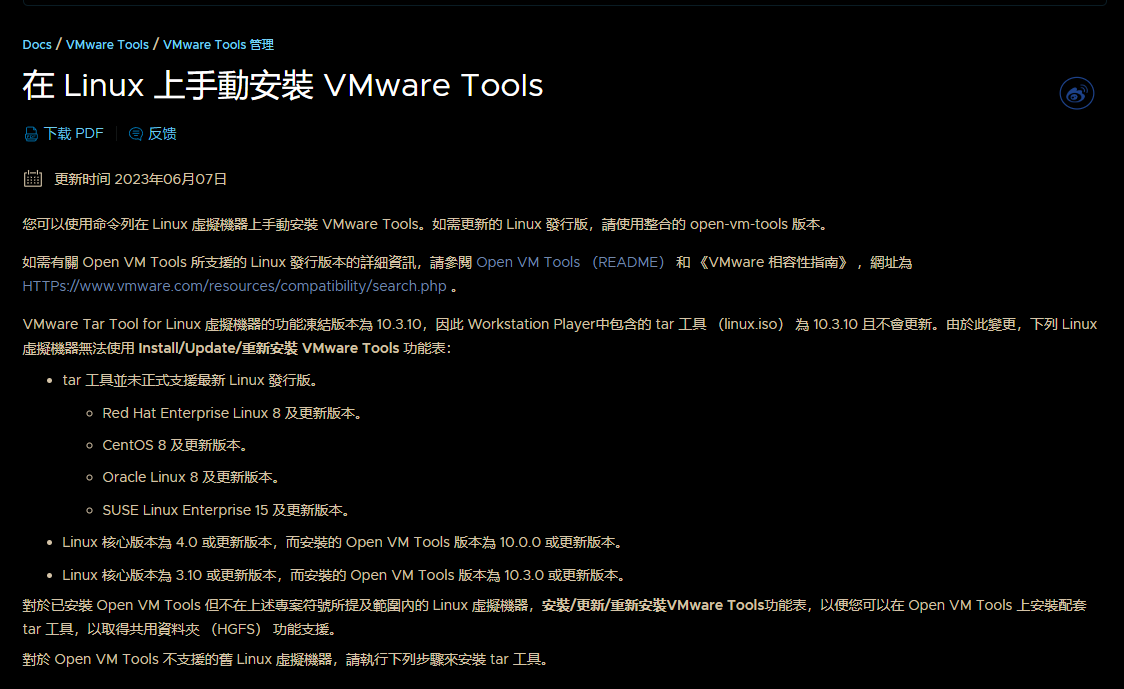 Docs / VMware Tools / VMware Tools 管理
在 Linux 上手動安裝 VMware Tools
下载 PDF 反馈
更新时间 2023年06月07日
您可以使用命令列在 Linux 虛擬機器上手動安裝 VMware Tools。如需更新的 Linux 發行版，請使用整合的 open-vm-tools 版本。
如需有關 Open VM Tools 所支援的 Linux 發行版本的詳細資訊，請參閱 Open VM Tools （README） 和 《VMware 相容性指南》 ，網址為
HTTPs://www.vmware.com/resources/compatibility/search.php 。
VMware Tar Tool for Linux 虛擬機器的功能凍結版本為 10.3.10，因此 Workstation Player中包含的 tar 工具 （linux.iso） 為 10.3.10 且不會更新。由於此變更，下列 Linux
虛擬機器無法使用 Install/Update/重新安裝 VMware Tools 功能表：
• tar 工具並未正式支援最新 Linux 發行版。
◦ Red Hat Enterprise Linux 8 及更新版本。
◦ CentOS 8 及更新版本。
◦ Oracle Linux 8 及更新版本。
◦ SUSE Linux Enterprise 15 及更新版本。
• Linux 核心版本為 4.0 或更新版本，而安裝的 Open VM Tools 版本為 10.0.0 或更新版本。
• Linux 核心版本為 3.10 或更新版本，而安裝的 Open VM Tools 版本為 10.3.0 或更新版本。
對於已安裝 Open VM Tools 但不在上述專案符號所提及範圍內的 Linux 虛擬機器，安裝/更新/重新安裝VMware Tools功能表，以便您可以在 Open VM Tools 上安裝配套
tar 工具，以取得共用資料夾 （HGFS） 功能支援。
對於 Open VM Tools 不支援的舊 Linux 虛擬機器，請執行下列步驟來安裝 tar 工具。